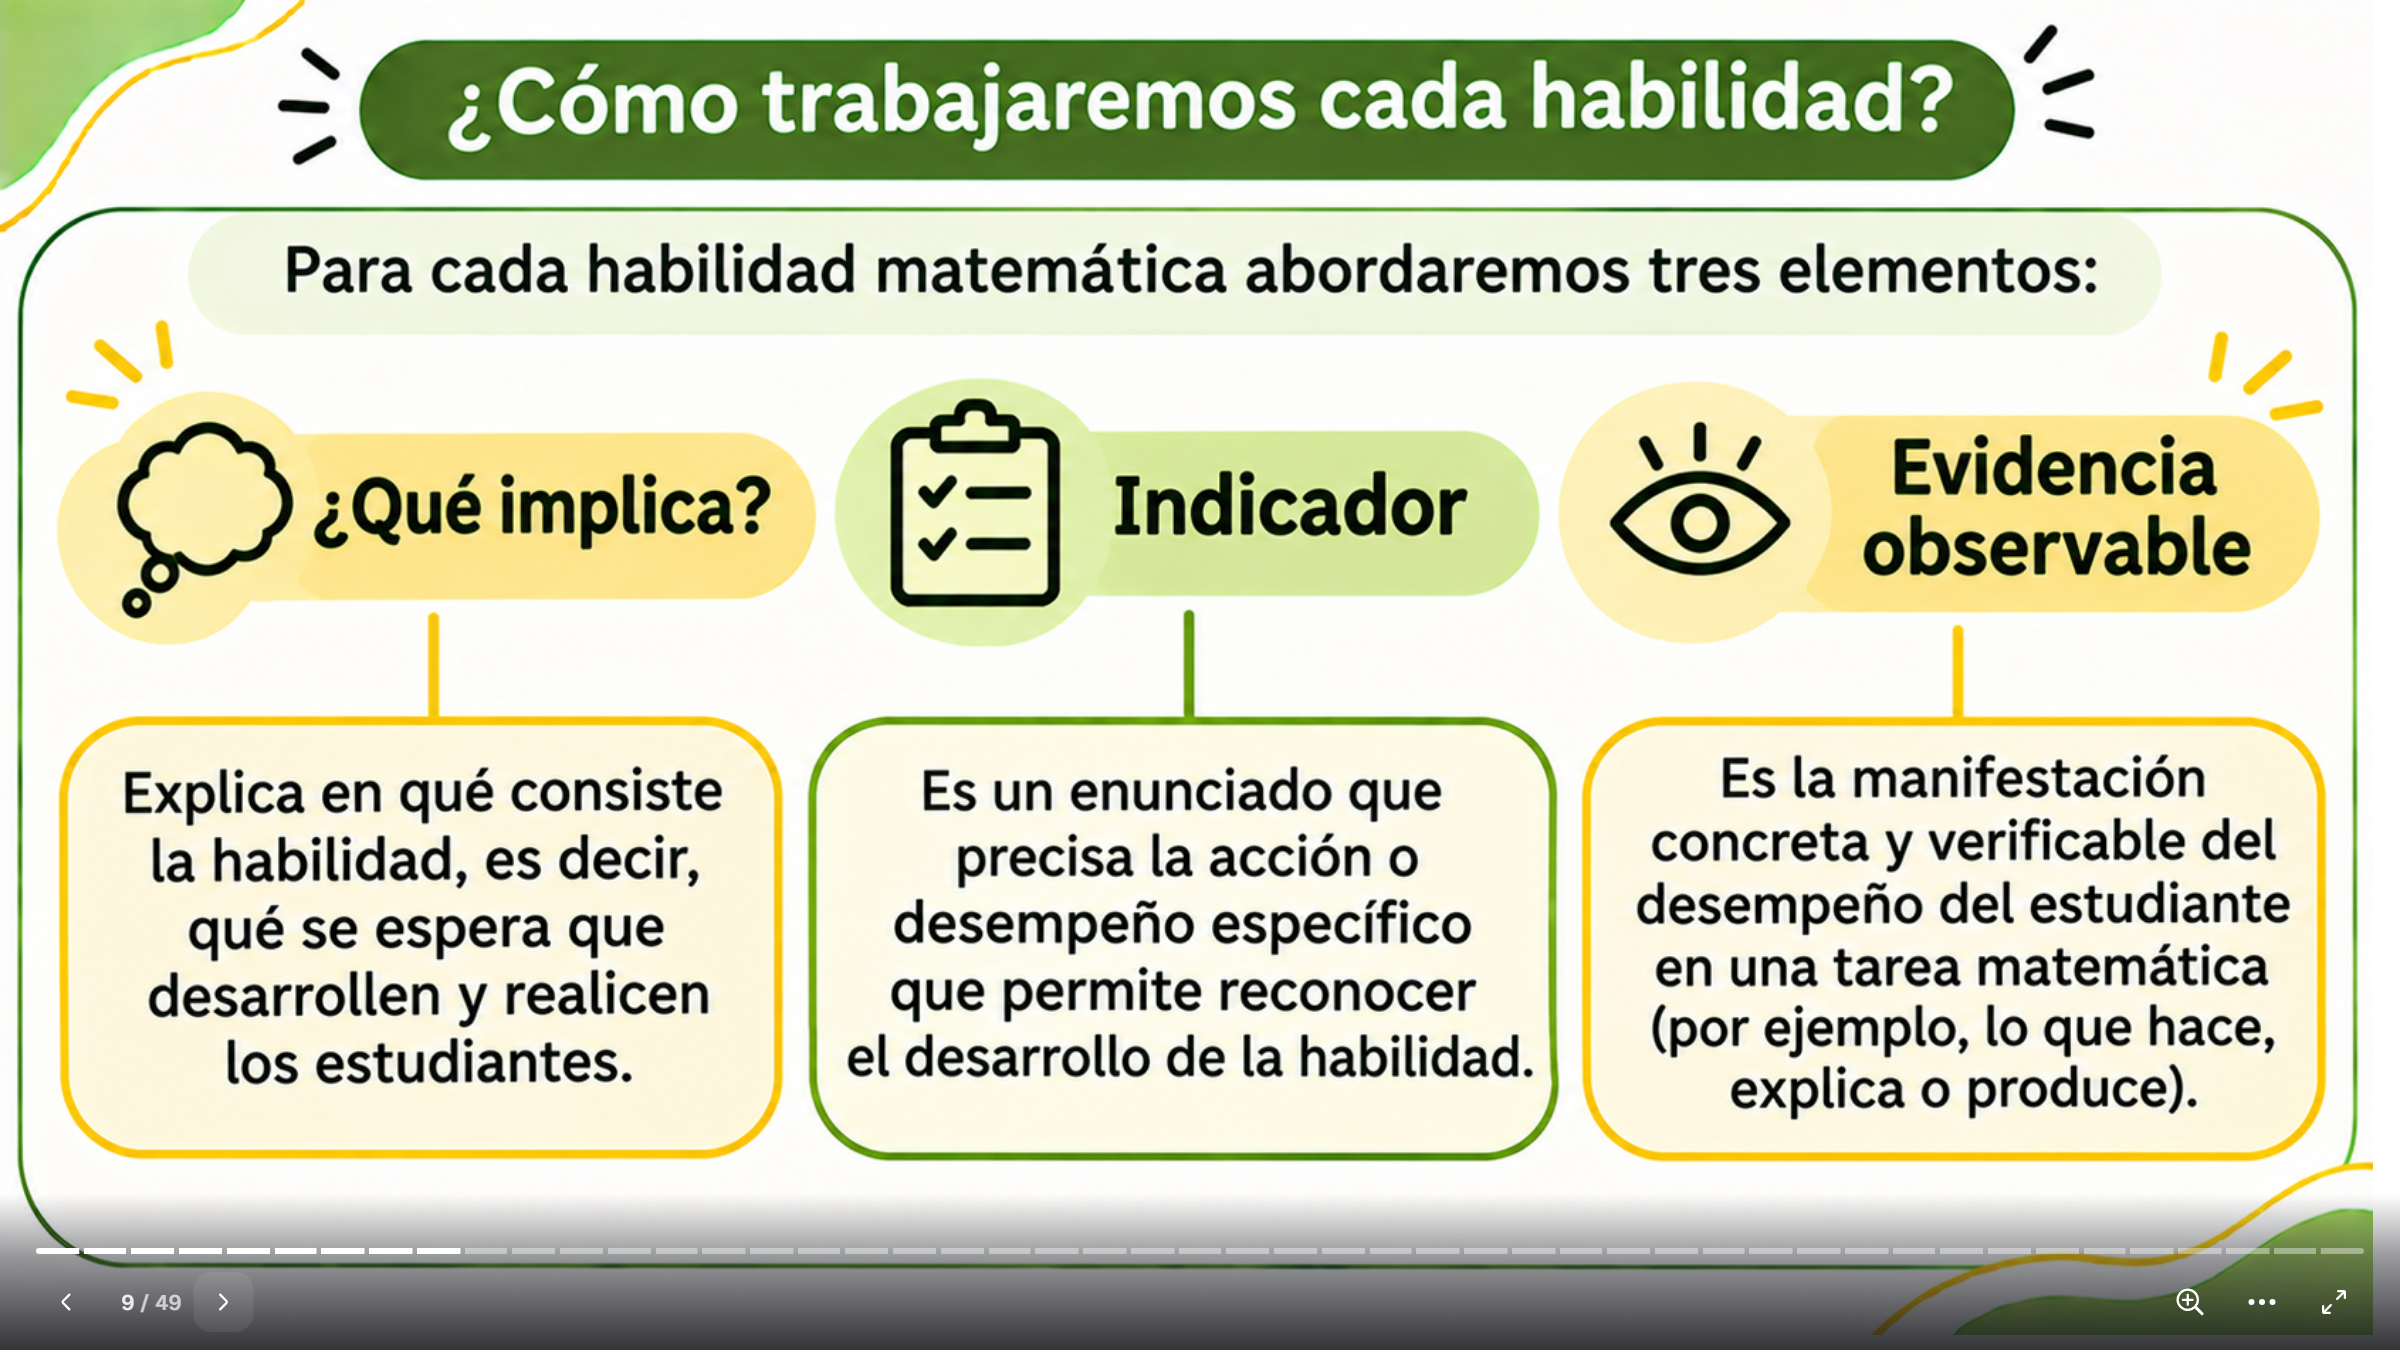 ¿Cómo trabajaremos cada habilidad?
Para cada habilidad matemática abordaremos tres elementos:
¿Qué implica?
Explica en qué consiste
la habilidad, es decir,
qué se espera que
desarrollen y realicen
los estudiantes.
Indicador
Es un enunciado que
precisa la acción o
desempeño específico
que permite reconocer
el desarrollo de la habilidad.
Evidencia
observable
Es la manifestación
concreta y verificable del
desempeño del estudiante
en una tarea matemática
(por ejemplo, lo que hace,
explica o produce).
9 / 49